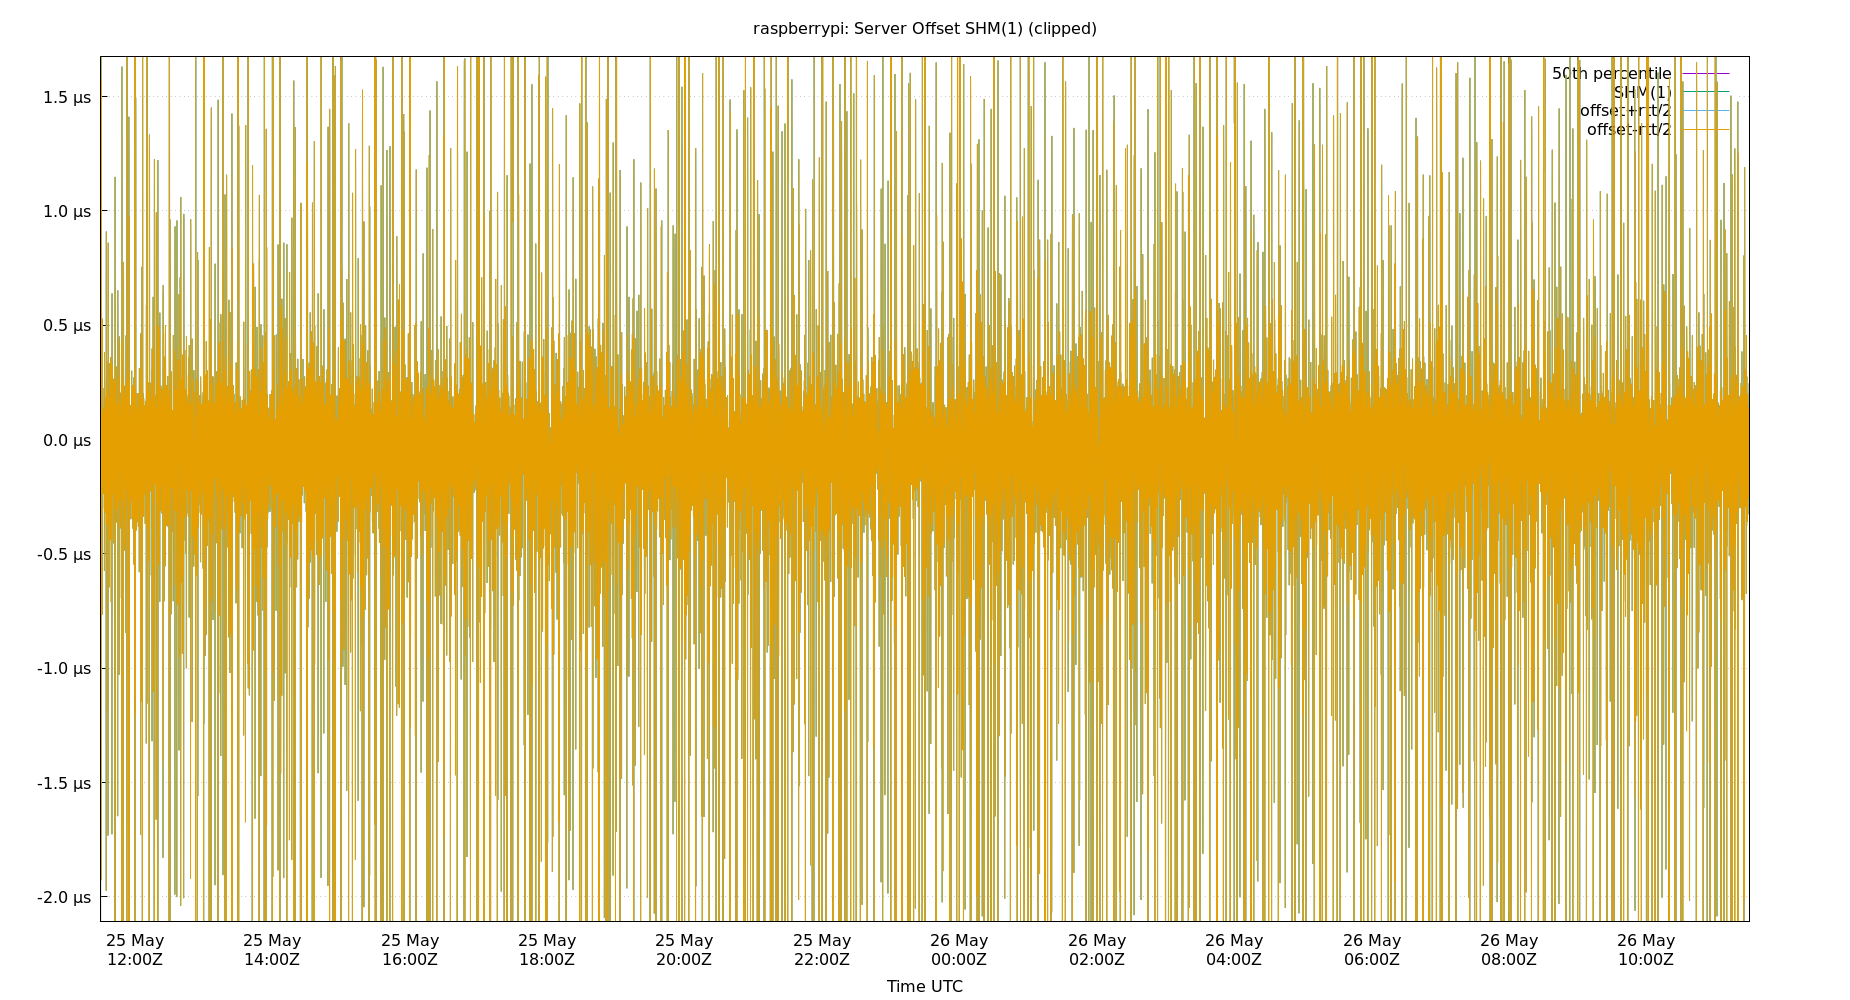 raspberrypi: Server Offset SHM(1) (clipped)
50th percentile
SHM(1)
offset+rtt/2
offset-rtt/2
1.5 µs
1.0 µs
0.5 µs
0.0 µs
-0.5 µs
-1.0 µs
-1.5 µs
-2.0 µs
25 May 25 May 25 May 25 May 25 May 25 May 26 May 26 May 26 May 26 May 26 May 26 May
12:00Z 14:00Z 16:00Z 18:00Z 20:00Z 22:00Z 00:00Z 02:00Z 04:00Z 06:00Z 08:00Z 10:00Z
Time UTC